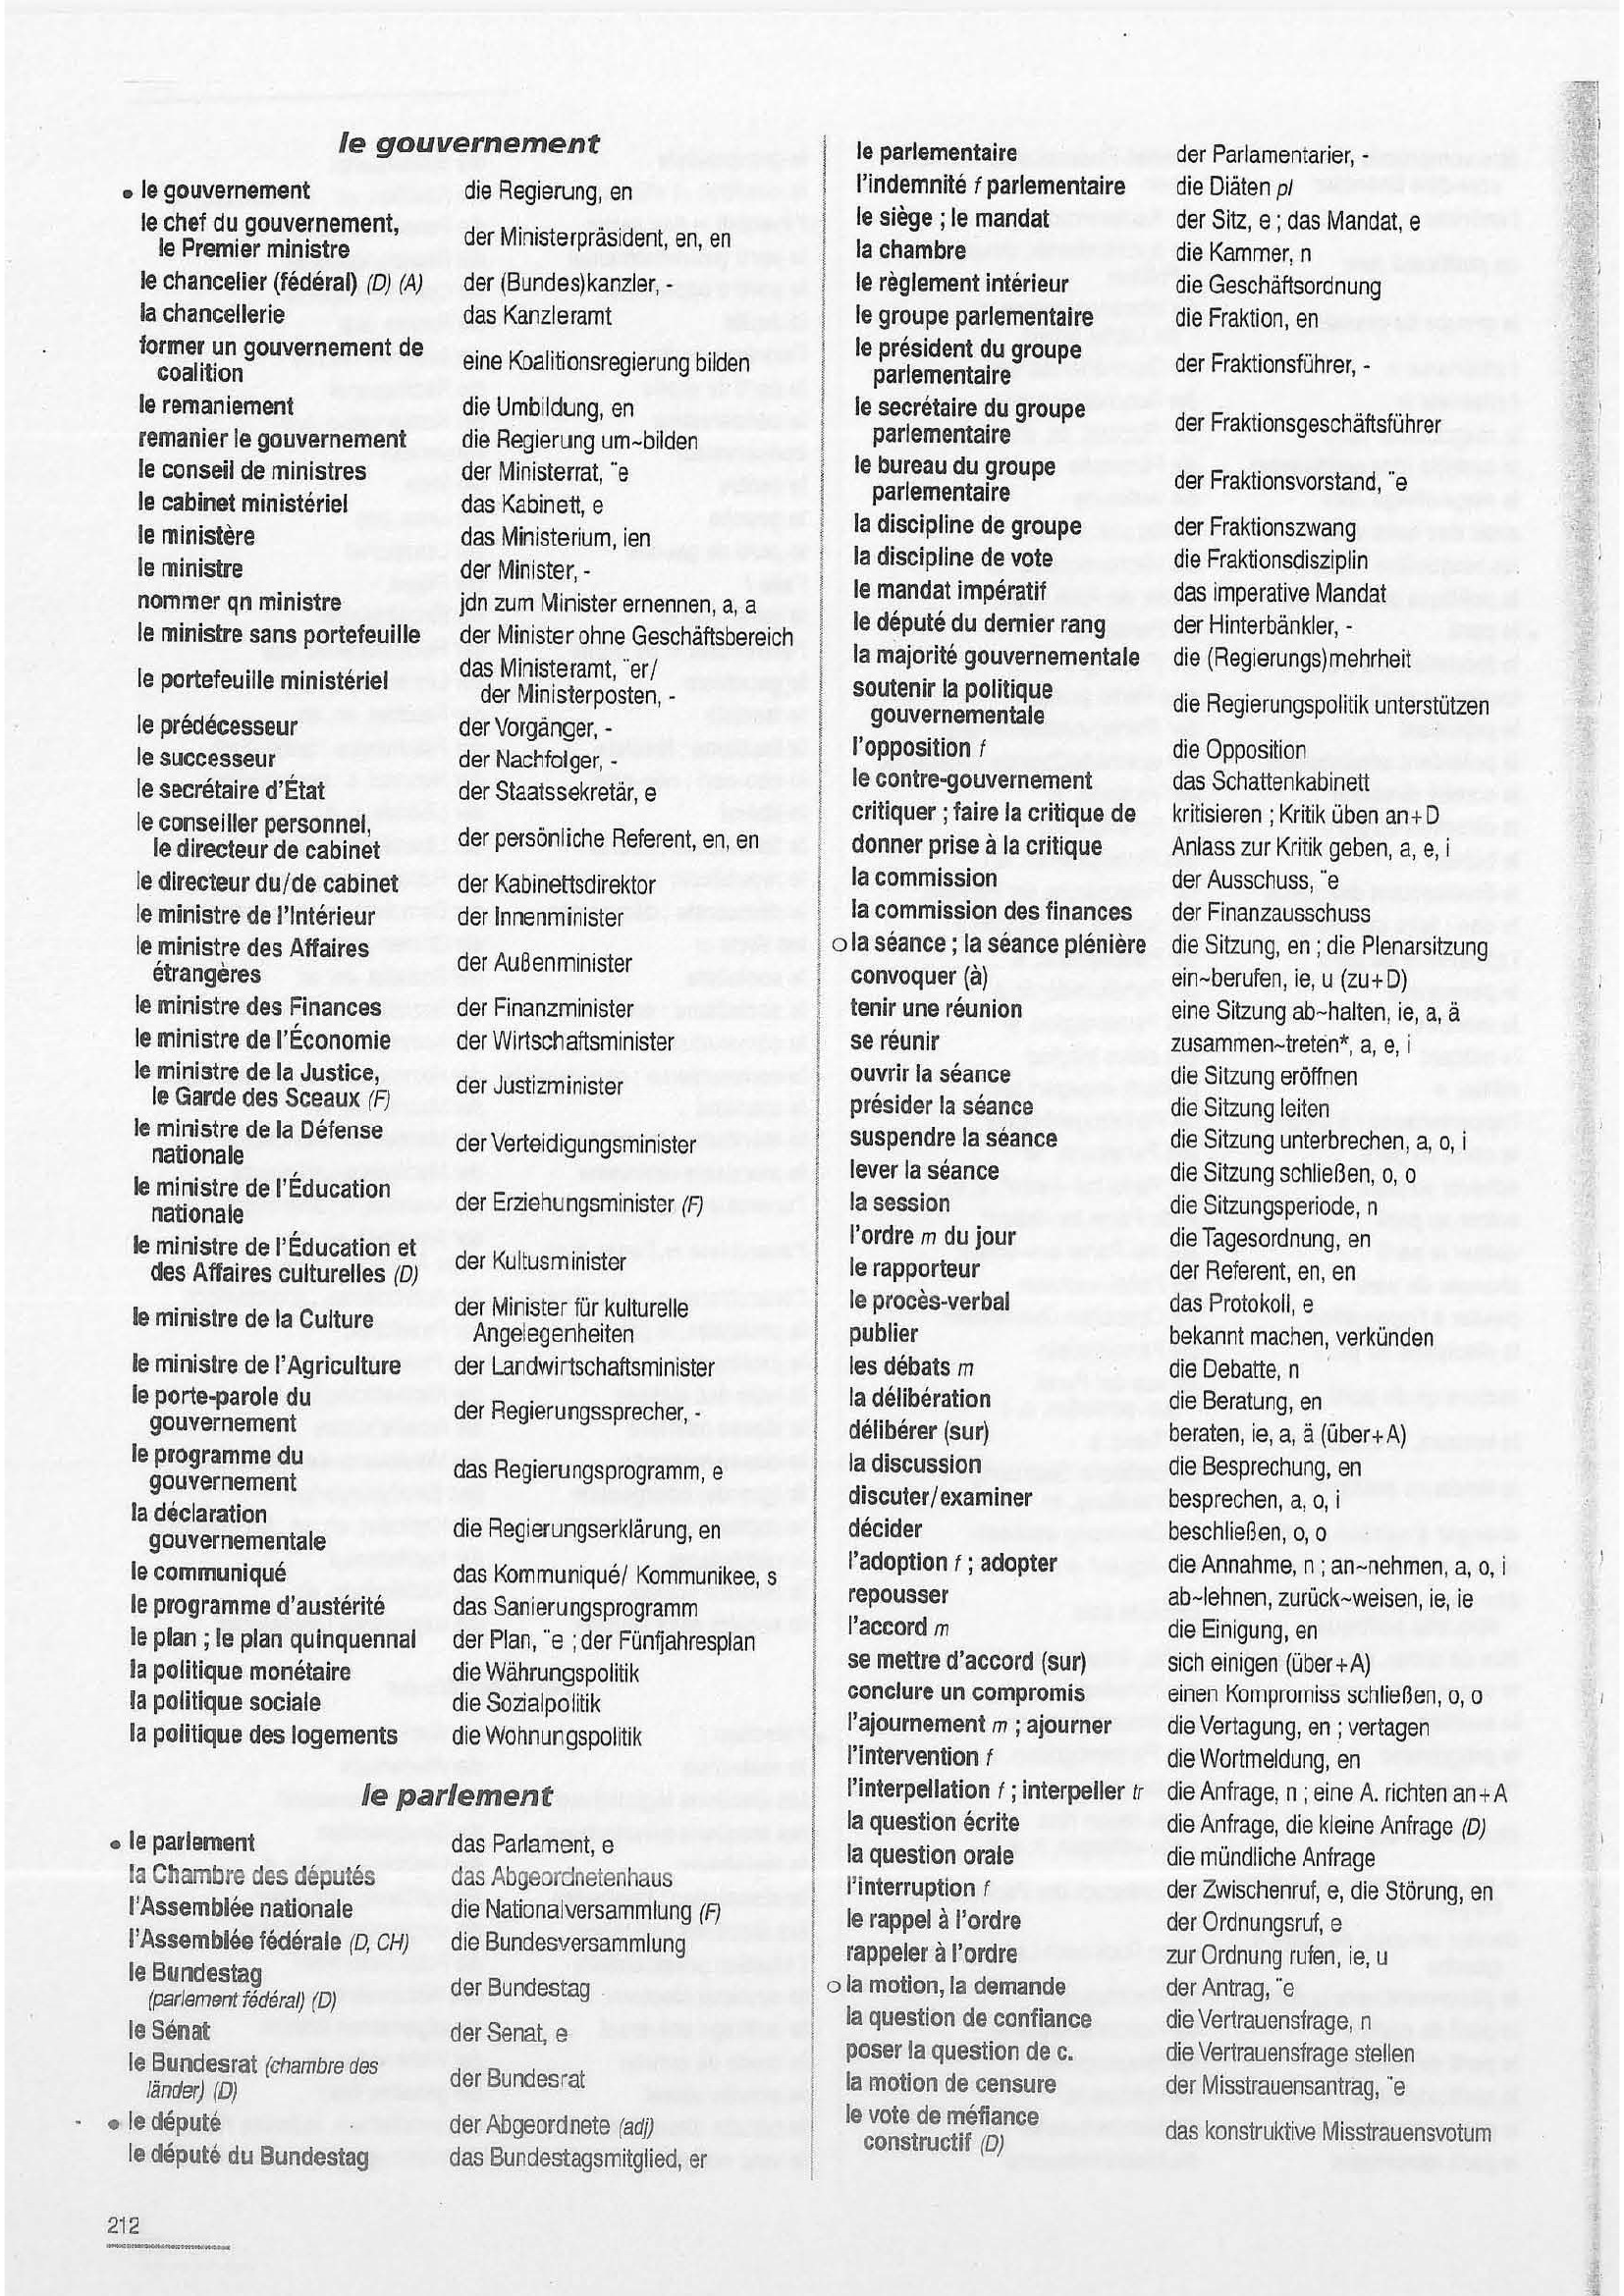 le gouvernement
• le gouvernement die Regierung, en
le chef du gouvernement,
le Premier ministre der Ministerpräsident, en, en
le chancelier (fédéral) (D) (A) der (Bundes)kanzler, -
la chancellerie das Kanzleramt
former un gouvernement de
coalition eine Koalitionsregierung bilden
le remaniement die Umbildung, en
remanier le gouvernement die Regierung um~bilden
le conseil de ministres der Ministerrat, ¨e
le cabinet ministériel das Kabinett, e
le ministère das Ministerium, ien
le ministre der Minister, -
nommer qn ministre jdn zum Minister ernennen, a, a
le ministre sans portefeuille der Minister ohne Geschäftsbereich
le portefeuille ministériel das Ministeramt, ¨er/
der Ministerposten, -
le prédécesseur der Vorgänger, -
le successeur der Nachfolger, -
le secrétaire d'État der Staatssekretär, e
le conseiller personnel,
le directeur de cabinet der persönliche Referent, en, en
le directeur du/de cabinet der Kabinettsdirektor
le ministre de l'Intérieur der Innenminister
le ministre des Affaires
étrangères der Außenminister
le ministre des Finances der Finanzminister
le ministre de l'Économie der Wirtschaftsminister
le ministre de la Justice,
le Garde des Sceaux (F) der Justizminister
le ministre de la Défense
nationale der Verteidigungsminister
le ministre de l'Éducation
nationale der Erziehungsminister (F)
le ministre de l'Éducation et
des Affaires culturelles (D) der Kultusminister
le ministre de la Culture der Minister für kulturelle
Angelegenheiten
le ministre de l'Agriculture der Landwirtschaftsminister
le porte-parole du
gouvernement der Regierungssprecher, -
le programme du
gouvernement das Regierungsprogramm, e
la déclaration
gouvernementale die Regierungserklärung, en
le communiqué das Kommuniqué/ Kommunikee, s
le programme d'austérité das Sanierungsprogramm
le plan ; le plan quinquennal der Plan, ¨e ; der Fünfjahresplan
la politique monétaire die Währungspolitik
la politique sociale die Sozialpolitik
la politique des logements die Wohnungspolitik
le parlement
• le parlement das Parlament, e
la Chambre des députés das Abgeordnetenhaus
l'Assemblée nationale die Nationalversammlung (F)
l'Assemblée fédérale (D, CH) die Bundesversammlung
le Bundestag
(parlement fédéral) (D) der Bundestag
le Sénat der Senat, e
le Bundesrat (chambre des
länder) (D) der Bundesrat
• le député der Abgeordnete (adj)
le député du Bundestag das Bundestagsmitglied, er
212
le parlementaire der Parlamentarier, -
l'indemnité f parlementaire die Diäten pl
le siège ; le mandat der Sitz, e ; das Mandat, e
la chambre die Kammer, n
le règlement intérieur die Geschäftsordnung
le groupe parlementaire die Fraktion, en
le président du groupe
parlementaire der Fraktionsführer, -
le secrétaire du groupe
parlementaire der Fraktionsgeschäftsführer
le bureau du groupe
parlementaire der Fraktionsvorstand, ¨e
la discipline de groupe der Fraktionszwang
la discipline de vote die Fraktionsdisziplin
le mandat impératif das imperative Mandat
le député du dernier rang der Hinterbänkler, -
la majorité gouvernementale die (Regierungs)mehrheit
soutenir la politique
gouvernementale die Regierungspolitik unterstützen
l'opposition f die Opposition
le contre-gouvernement das Schattenkabinett
critiquer ; faire la critique de kritisieren ; Kritik üben an+D
donner prise à la critique Anlass zur Kritik geben, a, e, i
la commission der Ausschuss, ¨e
la commission des finances der Finanzausschuss
o la séance ; la séance plénière die Sitzung, en ; die Plenarsitzung
convoquer (à) ein~berufen, ie, u (zu+D)
tenir une réunion eine Sitzung ab~halten, ie, a, ä
se réunir zusammen~treten*, a, e, i
ouvrir la séance die Sitzung eröffnen
présider la séance die Sitzung leiten
suspendre la séance die Sitzung unterbrechen, a, o, i
lever la séance die Sitzung schließen, o, o
la session die Sitzungsperiode, n
l'ordre m du jour die Tagesordnung, en
le rapporteur der Referent, en, en
le procès-verbal das Protokoll, e
publier bekannt machen, verkünden
les débats m die Debatte, n
la délibération die Beratung, en
délibérer (sur) beraten, ie, a, ä (über+A)
la discussion die Besprechung, en
discuter/examiner besprechen, a, o, i
décider beschließen, o, o
l'adoption f ; adopter die Annahme, n ; an~nehmen, a, o, i
repousser ab~lehnen, zurück~weisen, ie, ie
l'accord m die Einigung, en
se mettre d'accord (sur) sich einigen (über+A)
conclure un compromis einen Kompromiss schließen, o, o
l'ajournement m ; ajourner die Vertagung, en ; vertagen
l'intervention f die Wortmeldung, en
l'interpellation f ; interpeller tr die Anfrage, n ; eine A. richten an+A
la question écrite die Anfrage, die kleine Anfrage (D)
la question orale die mündliche Anfrage
l'interruption f der Zwischenruf, e, die Störung, en
le rappel à l'ordre der Ordnungsruf, e
rappeler à l'ordre zur Ordnung rufen, ie, u
o la motion, la demande der Antrag, ¨e
la question de confiance die Vertrauensfrage, n
poser la question de c. die Vertrauensfrage stellen
la motion de censure der Misstrauensantrag, ¨e
le vote de méfiance
constructif (D) das konstruktive Misstrauensvotum